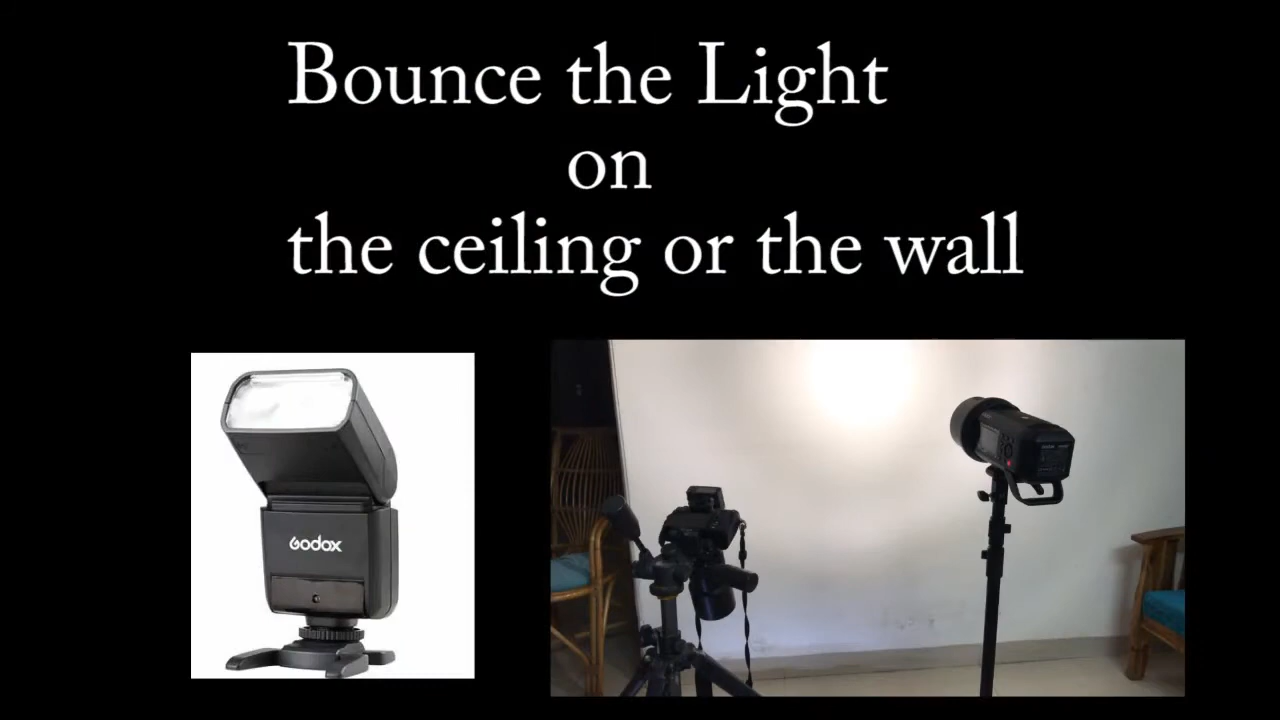 Bounce the Light
on
the ceiling or the wall
Godox